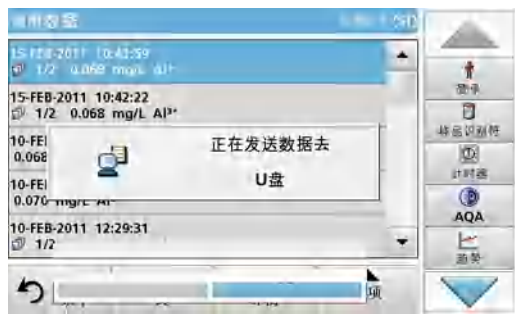 调用数据
15-FEB-2011 10:42:59
1/2 0.068 mg/L Al³⁺
15-FEB-2011 10:42:22
1/2 0.068 mg/L Al³⁺
10-FE
0.068
正在发送数据去
U盘
10-FE
0.070 mg/L Al
10-FEB-2011 12:29:31
1/2
项
登录
样品识别符
计时器
AQA
趋势